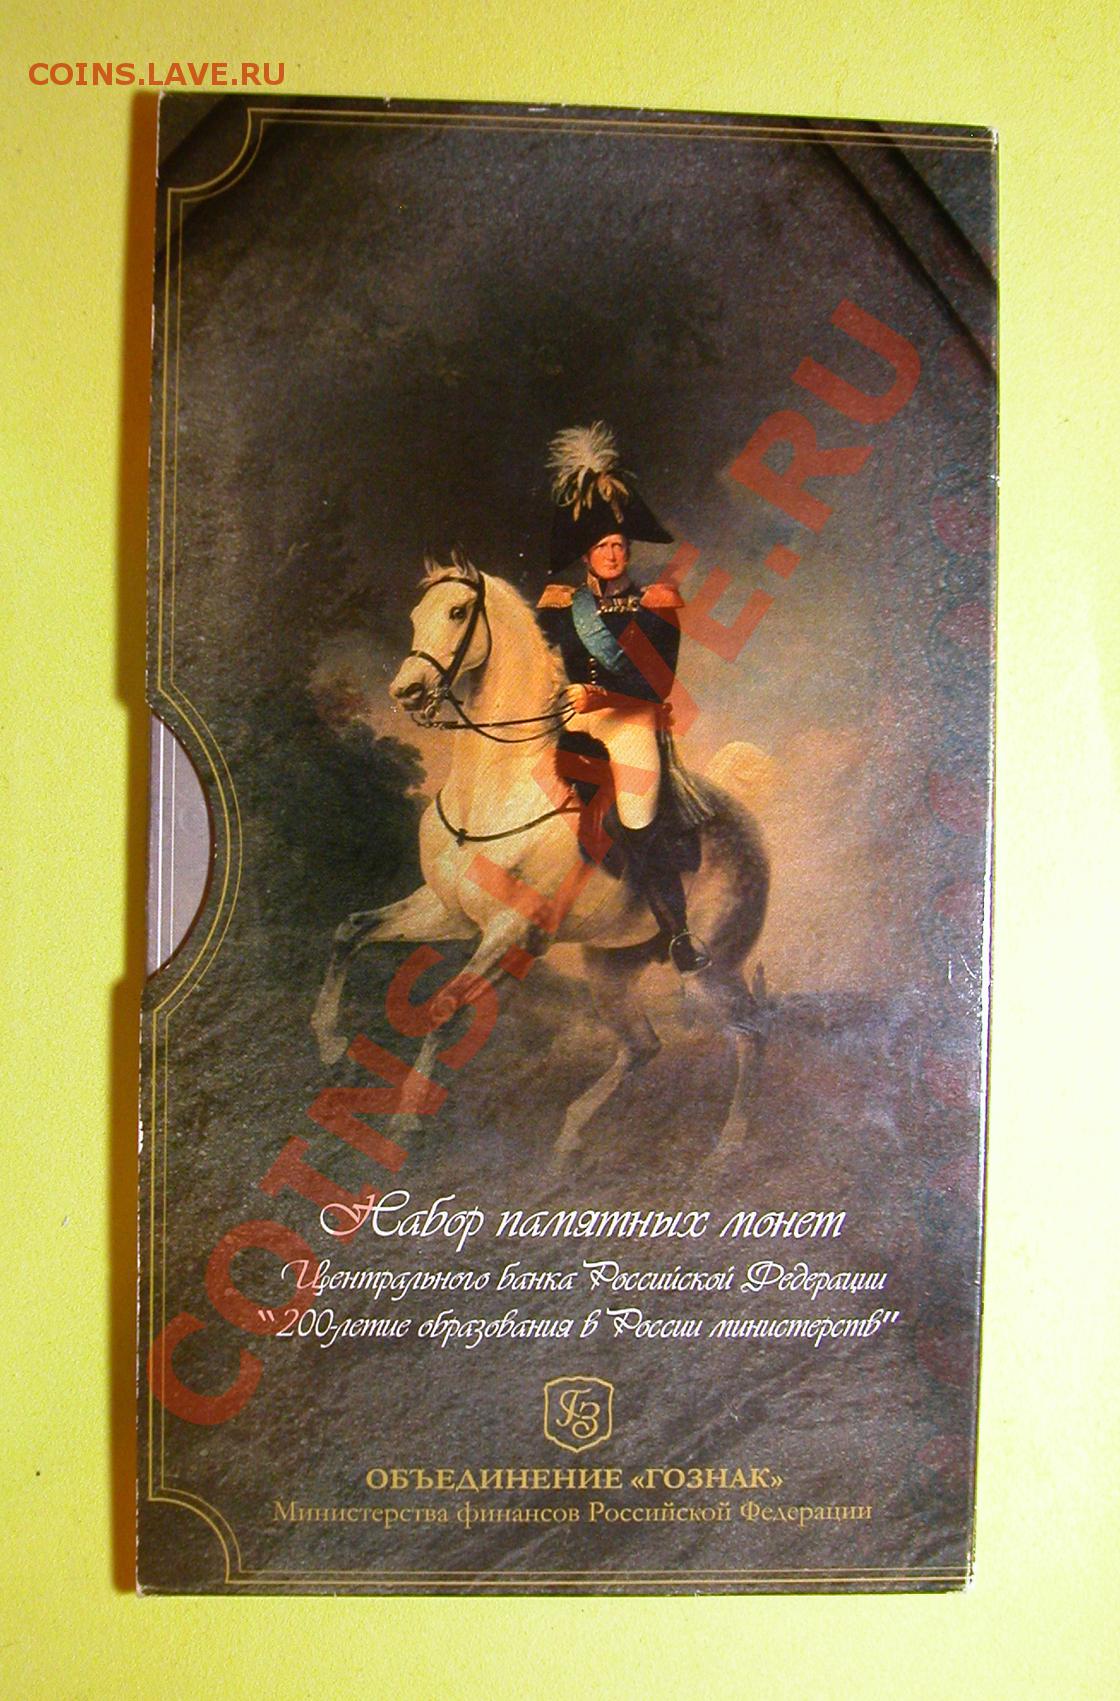 COINS.LAVE.RU
COINS.LAVE.RU
Набор памятных монет
Центрального банка Российской Федерации
"200-летие образования в России министерств"
ГЗ
ОБЪЕДИНЕНИЕ «ГОЗНАК»
Министерства финансов Российской Федерации